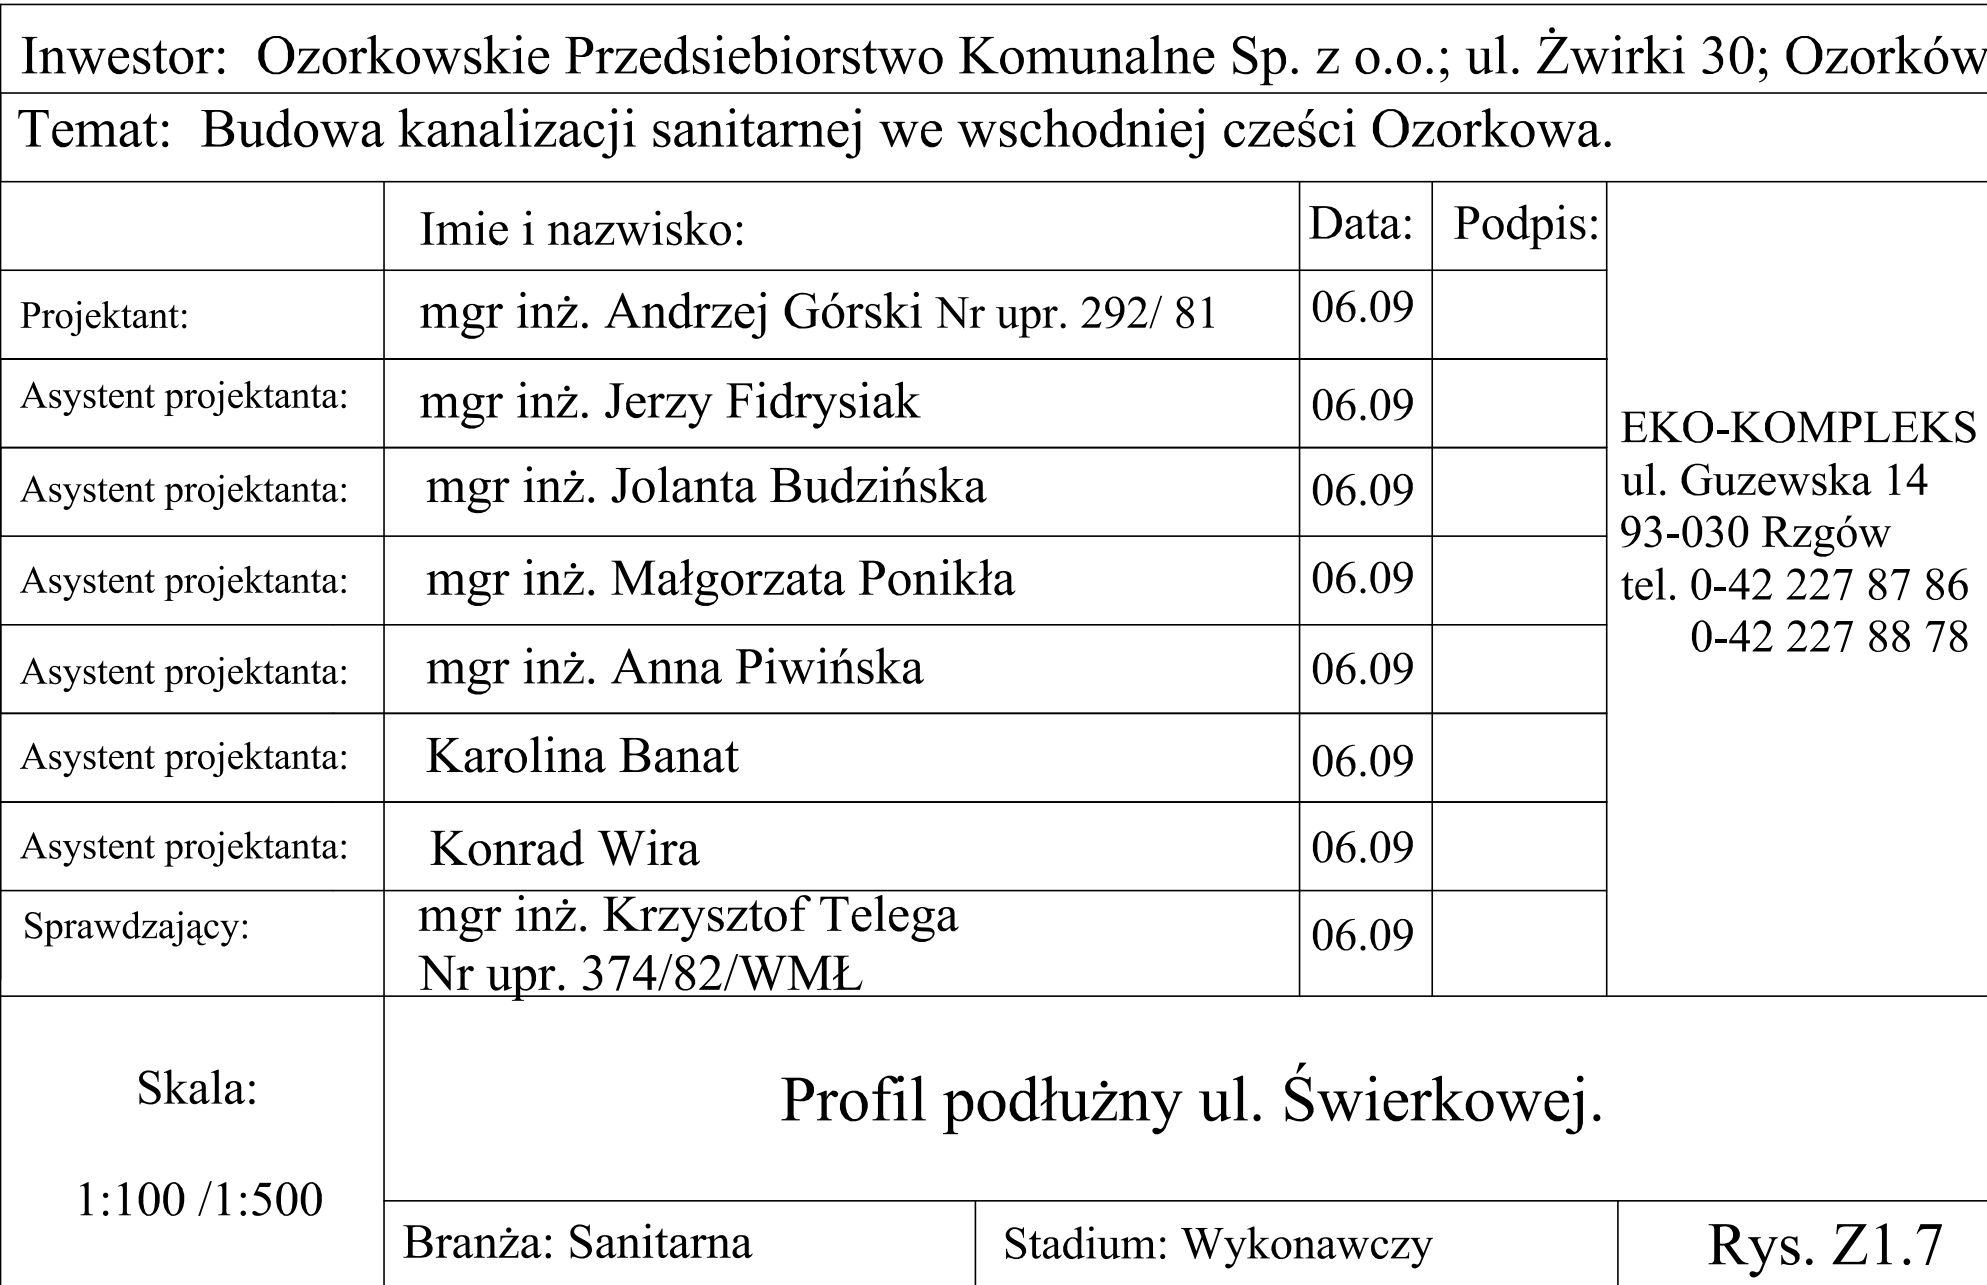 Inwestor: Ozorkowskie Przedsiebiorstwo Komunalne Sp. z o.o.; ul. Żwirki 30; Ozorków
Temat: Budowa kanalizacji sanitarnej we wschodniej cześci Ozorkowa.
Imie i nazwisko: Data: Podpis:
Projektant: mgr inż. Andrzej Górski Nr upr. 292/ 81 06.09
Asystent projektanta: mgr inż. Jerzy Fidrysiak 06.09
Asystent projektanta: mgr inż. Jolanta Budzińska 06.09
Asystent projektanta: mgr inż. Małgorzata Ponikła 06.09
Asystent projektanta: mgr inż. Anna Piwińska 06.09
Asystent projektanta: Karolina Banat 06.09
Asystent projektanta: Konrad Wira 06.09
Sprawdzający: mgr inż. Krzysztof Telega 06.09
Nr upr. 374/82/WMŁ
EKO-KOMPLEKS
ul. Guzewska 14
93-030 Rzgów
tel. 0-42 227 87 86
0-42 227 88 78
Skala:
1:100 /1:500
Profil podłużny ul. Świerkowej.
Branża: Sanitarna Stadium: Wykonawczy Rys. Z1.7